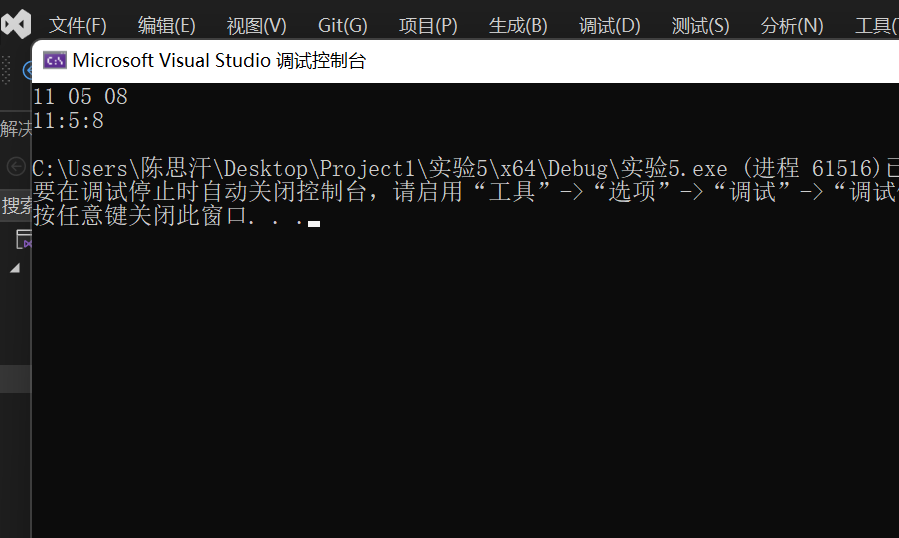 文件(F) 编辑(E) 视图(V) Git(G) 项目(P) 生成(B) 调试(D) 测试(S) 分析(N) 工具(
Microsoft Visual Studio 调试控制台
11 05 08
11:5:8
解决
C:\Users\陈思汗\Desktop\Project1\实验5\x64\Debug\实验5.exe (进程 61516)已
要在调试停止时自动关闭控制台，请启用“工具”->“选项”->“调试”->“调试
搜索
按任意键关闭此窗口. . .